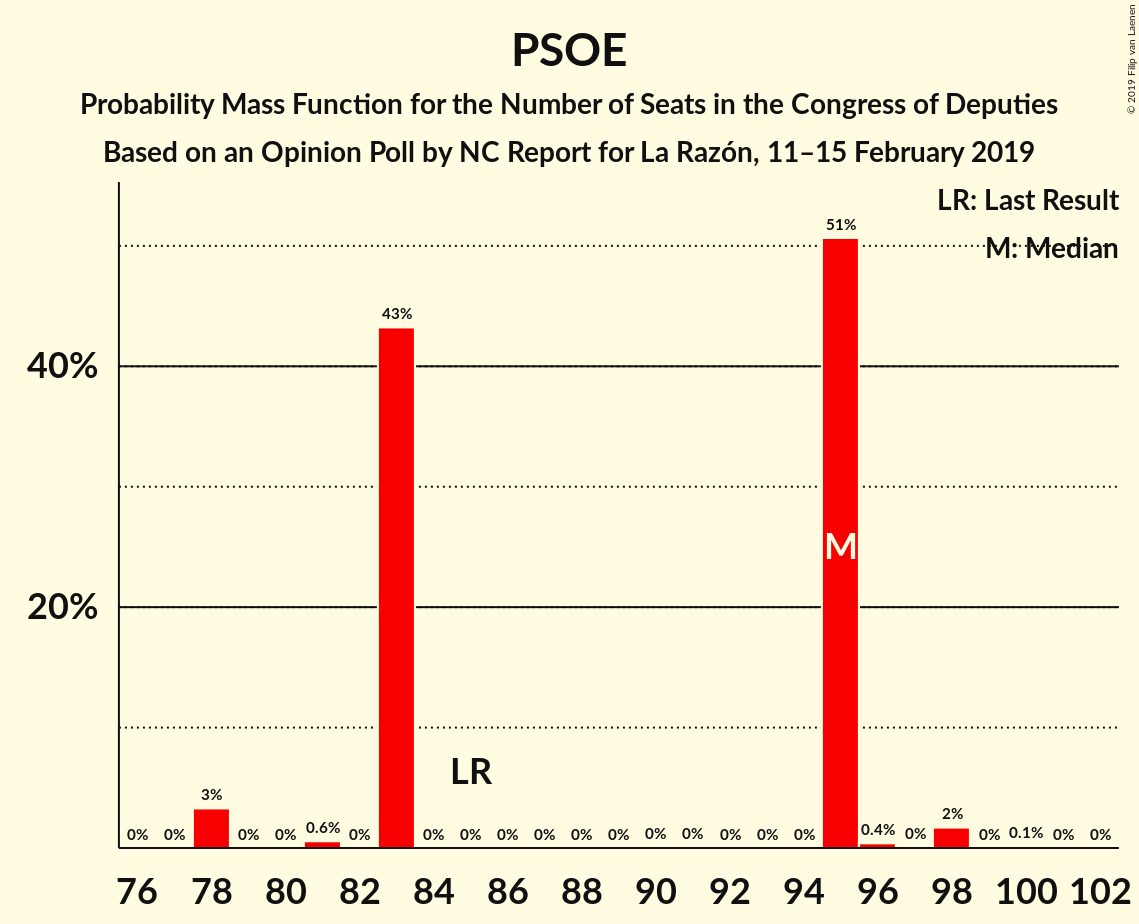 PSOE
Probability Mass Function for the Number of Seats in the Congress of Deputies
Based on an Opinion Poll by NC Report for La Razón, 11–15 February 2019
© 2019 Filip van Laenen
LR: Last Result
M: Median
40%
20%
0% 0% 3% 0% 0% 0.6% 0% 43% 0% 0% 0% 0% 0% 0% 0% 0% 0% 0% 0% 51% 0.4% 0% 2% 0% 0.1% 0% 0%
LR
M
76 78 80 82 84 86 88 90 92 94 96 98 100 102